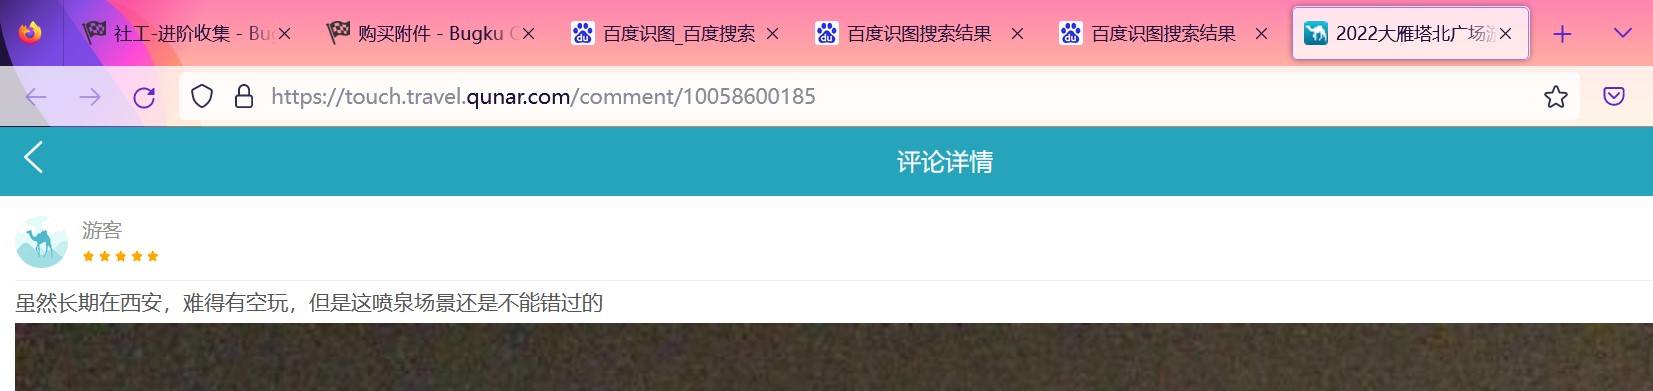 社工-进阶收集 - Bug
购买附件 - Bugku C
百度识图_百度搜索
百度识图搜索结果
百度识图搜索结果
2022大雁塔北广场游
https://touch.travel.qunar.com/comment/10058600185
评论详情
游客
虽然长期在西安，难得有空玩，但是这喷泉场景还是不能错过的